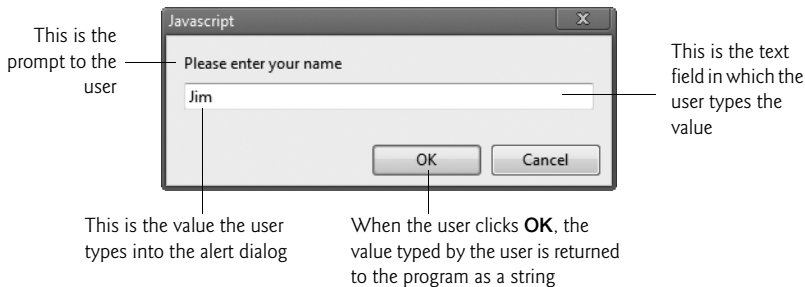 Javascript
This is the
prompt to the
user
Please enter your name
Jim
This is the text
field in which the
user types the
value
OK
Cancel
This is the value the user
types into the alert dialog
When the user clicks OK, the
value typed by the user is returned
to the program as a string